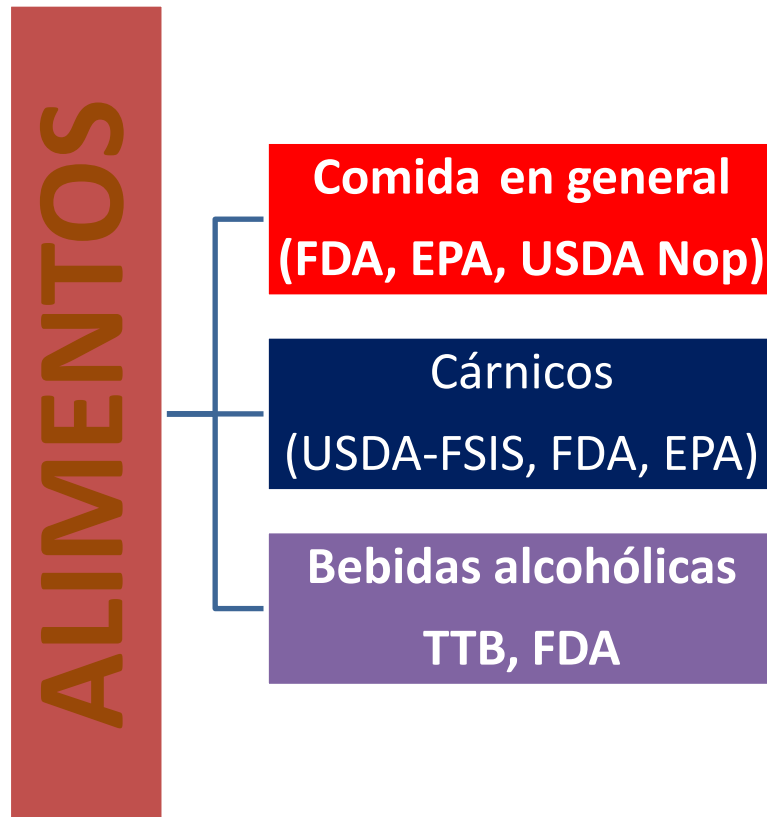 ALIMENTOS
Comida en general
(FDA, EPA, USDA Nop)
Cárnicos
(USDA-FSIS, FDA, EPA)
Bebidas alcohólicas
TTB, FDA